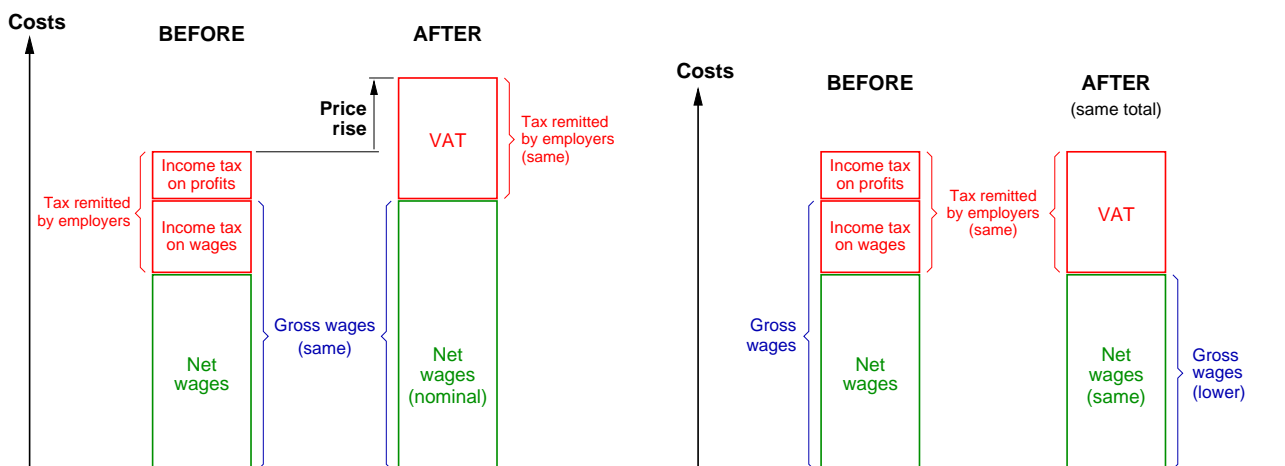 Costs
BEFORE
AFTER
Price
rise
Income tax
on profits
VAT
Tax remitted
by employers
(same)
Tax remitted
by employers
Income tax
on wages
Gross wages
(same)
Net
wages
Net
wages
(nominal)
Costs
BEFORE
AFTER
(same total)
Income tax
on profits
Income tax
on wages
Tax remitted
by employers
(same)
VAT
Gross
wages
Net
wages
Net
wages
(same)
Gross
wages
(lower)